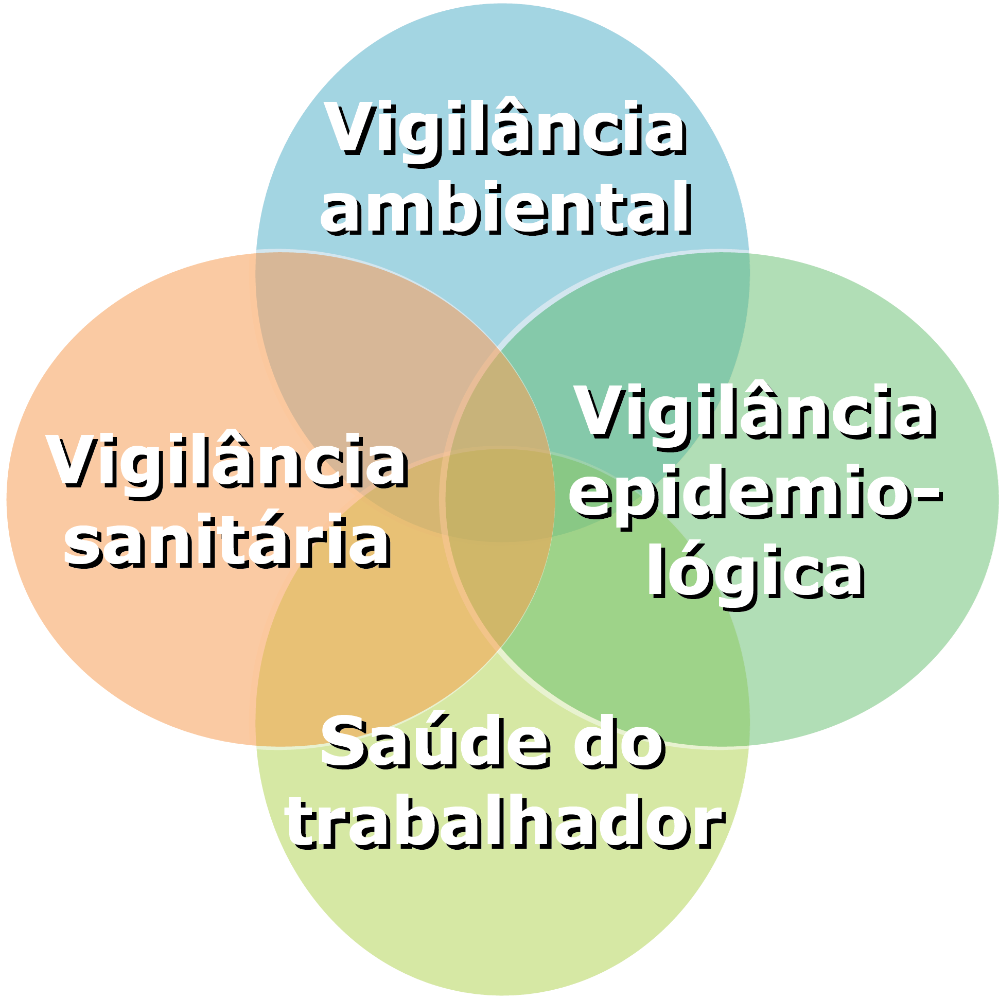 Vigilância
ambiental
Vigilância
sanitária
Vigilância
epidemio-
lógica
Saúde do
trabalhador